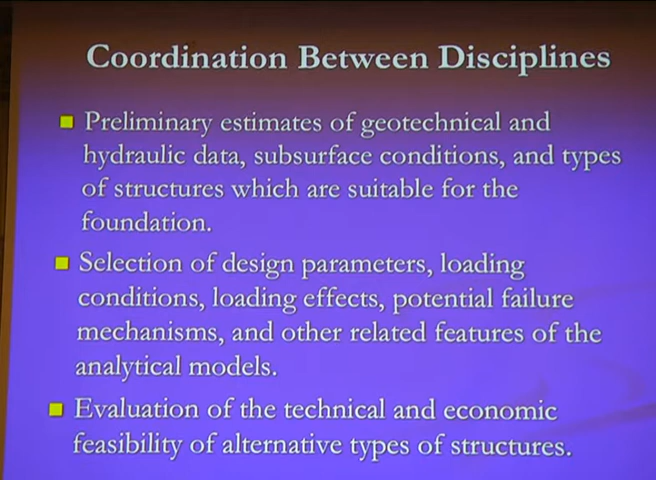 Coordination Between Disciplines
Preliminary estimates of geotechnical and
hydraulic data, subsurface conditions, and types
of structures which are suitable for the
foundation.
Selection of design parameters, loading
conditions, loading effects, potential failure
mechanisms, and other related features of the
analytical models.
Evaluation of the technical and economic
feasibility of alternative types of structures.